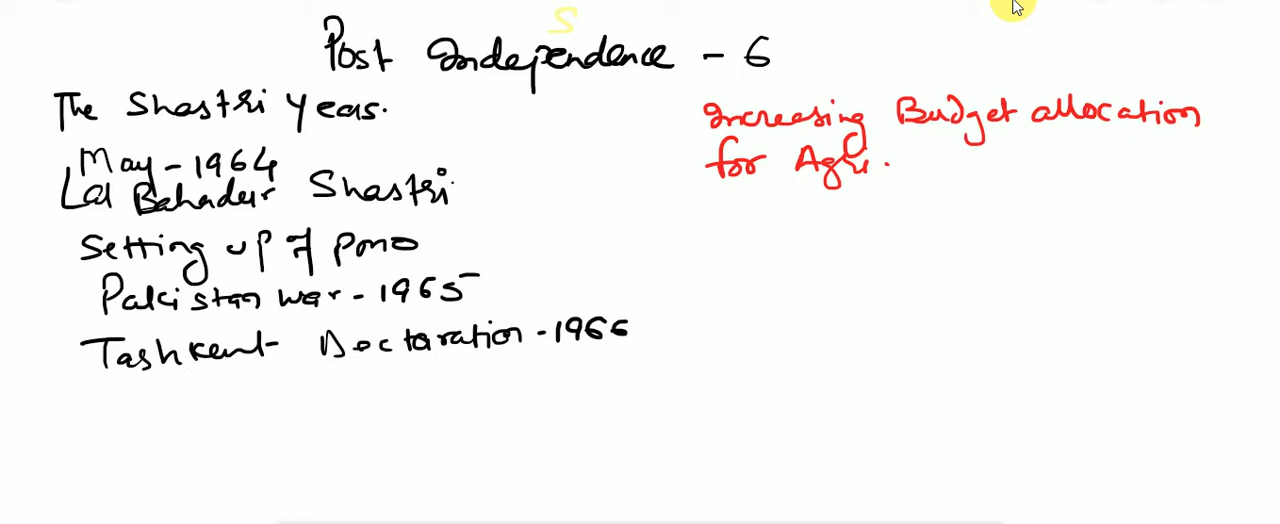 S
Post Independence - 6
The Shastri Years.
May - 1964
Lal Bahadur Shastri
Setting up of PMO
Pakistan war - 1965
Tashkent Declaration - 1966
Increasing Budget allocation
for Agri.